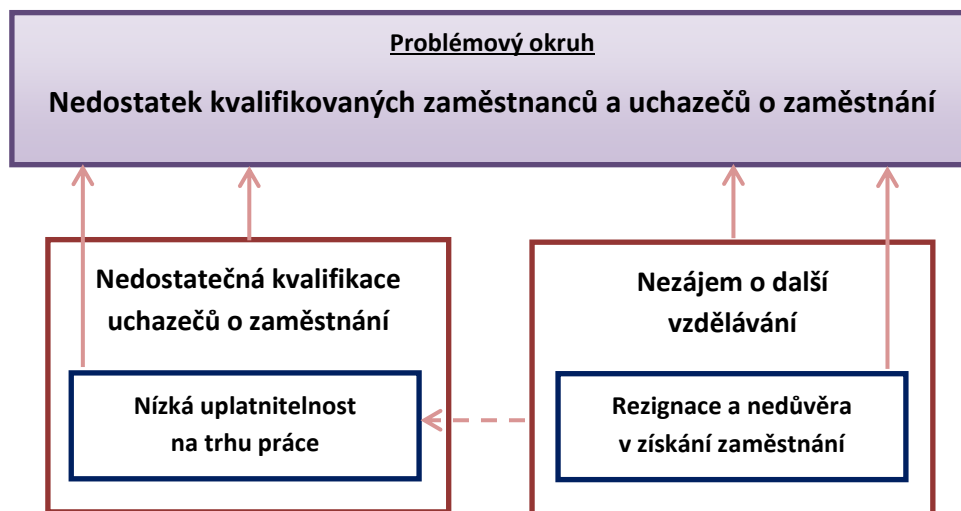 Problémový okruh
Nedostatek kvalifikovaných zaměstnanců a uchazečů o zaměstnání
Nedostatečná kvalifikace
uchazečů o zaměstnání
Nízká uplatnitelnost
na trhu práce
Nezájem o další
vzdělávání
Rezignace a nedůvěra
v získání zaměstnání